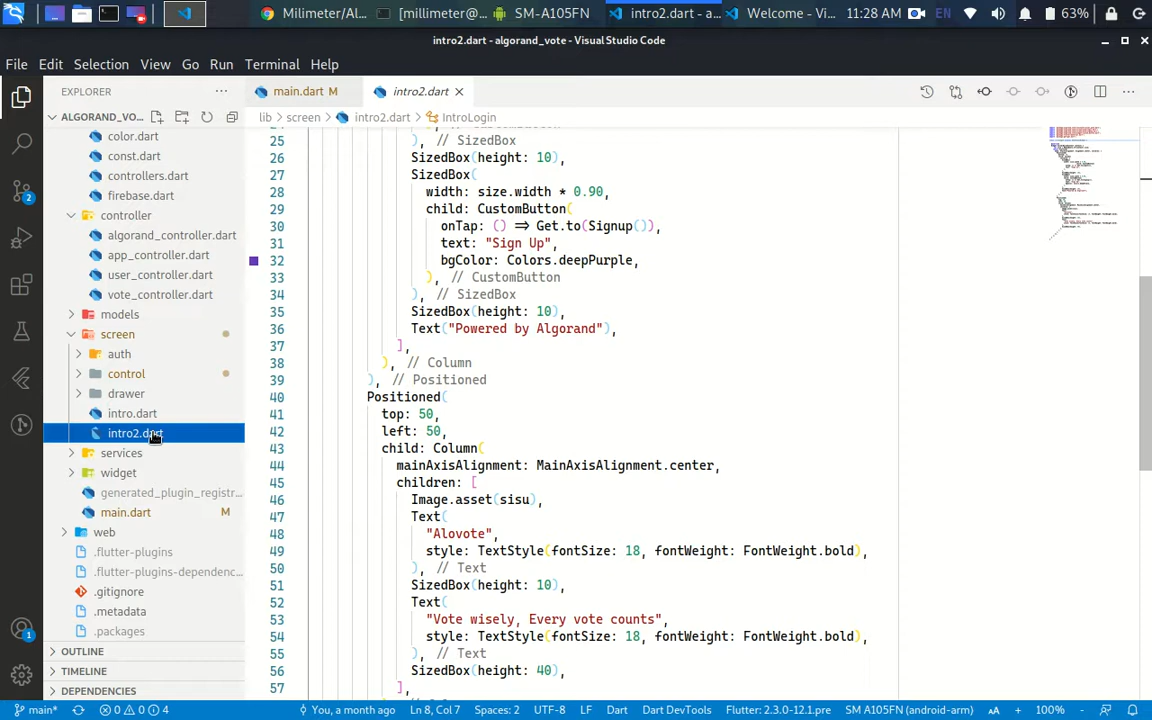 Milimeter/Al...
[millimeter@...
SM-A105FN
intro2.dart - a...
Welcome - Vi...
11:28 AM
EN
63%
intro2.dart - algorand_vote - Visual Studio Code
File Edit Selection View Go Run Terminal Help
EXPLORER
main.dart M
intro2.dart
ALGORAND_VO...
lib > screen > intro2.dart > IntroLogin
color.dart
const.dart
controllers.dart
firebase.dart
controller
algorand_controller.dart
app_controller.dart
user_controller.dart
vote_controller.dart
models
screen
auth
control
drawer
intro.dart
intro2.dart
services
widget
generated_plugin_registr...
main.dart M
web
.flutter-plugins
.flutter-plugins-dependenc...
.gitignore
.metadata
.packages
OUTLINE
TIMELINE
DEPENDENCIES
2
1
25 ), // SizedBox
26 SizedBox(height: 10),
27 SizedBox(
28 width: size.width * 0.90,
29 child: CustomButton(
30 onTap: () => Get.to(Signup()),
31 text: "Sign Up",
32 bgColor: Colors.deepPurple,
33 ), // CustomButton
34 ), // SizedBox
35 SizedBox(height: 10),
36 Text("Powered by Algorand"),
37 ],
38 ), // Column
39 ), // Positioned
40 Positioned(
41 top: 50,
42 left: 50,
43 child: Column(
44 mainAxisAlignment: MainAxisAlignment.center,
45 children: [
46 Image.asset(sisu),
47 Text(
48 "Alovote",
49 style: TextStyle(fontSize: 18, fontWeight: FontWeight.bold),
50 ), // Text
51 SizedBox(height: 10),
52 Text(
53 "Vote wisely, Every vote counts",
54 style: TextStyle(fontSize: 18, fontWeight: FontWeight.bold),
55 ), // Text
56 SizedBox(height: 40),
57 ],
main* 0 0 4 You, a month ago Ln 8, Col 7 Spaces: 2 UTF-8 LF Dart Dart DevTools Flutter: 2.3.0-12.1.pre SM A105FN (android-arm) AA + 100% -